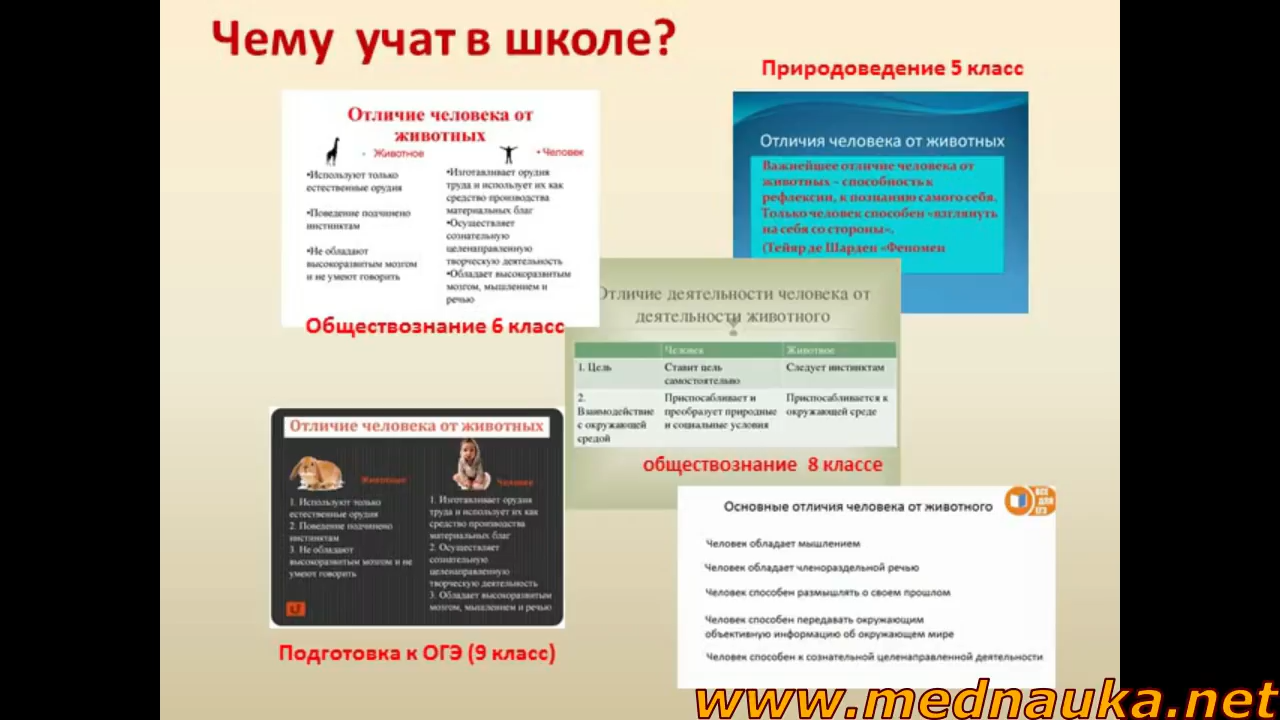 Чему учат в школе?
Природоведение 5 класс
Отличие человека от
животных
• Животное
• Человек
•Используют только
естественные орудия
•Поведение подчинено
инстинктам
•Не обладают
высокоразвитым мозгом
и не умеют говорить
•Изготавливает орудия
труда и использует их как
средство производства
материальных благ
•Осуществляет
сознательную
целенаправленную
творческую деятельность
•Обладает высокоразвитым
мозгом, мышлением и
речью
Обществознание 6 класс
Отличия человека от животных
Важнейшее отличие человека от
животных – способность к
рефлексии, к познанию самого себя.
Только человек способен «взглянуть
на себя со стороны».
(Тейяр де Шарден «Феномен
Отличие деятельности человека от
деятельности животного
Человек
Животное
1. Цель
Ставит цель
самостоятельно
Следует инстинктам
2.
Взаимодействие
с окружающей
средой
Приспосабливает и
преобразует природные
и социальные условия
Приспосабливается к
окружающей среде
обществознание 8 классе
Отличие человека от животных
Животные
Человек
1. Используют только
естественные орудия
2. Поведение подчинено
инстинктам
3. Не обладают
высокоразвитым мозгом и не
умеют говорить
1. Изготавливает орудия
труда и использует их как
средство производства
материальных благ
2. Осуществляет
сознательную
целенаправленную
творческую деятельность
3. Обладает высокоразвитым
мозгом, мышлением и речью
Подготовка к ОГЭ (9 класс)
ВСЕ
ДЛЯ
ЕГЭ
Основные отличия человека от животного
Человек обладает мышлением
Человек обладает членораздельной речью
Человек способен размышлять о своем прошлом
Человек способен передавать окружающим
объективную информацию об окружающем мире
Человек способен к сознательной целенаправленной деятельности
www.mednauka.net